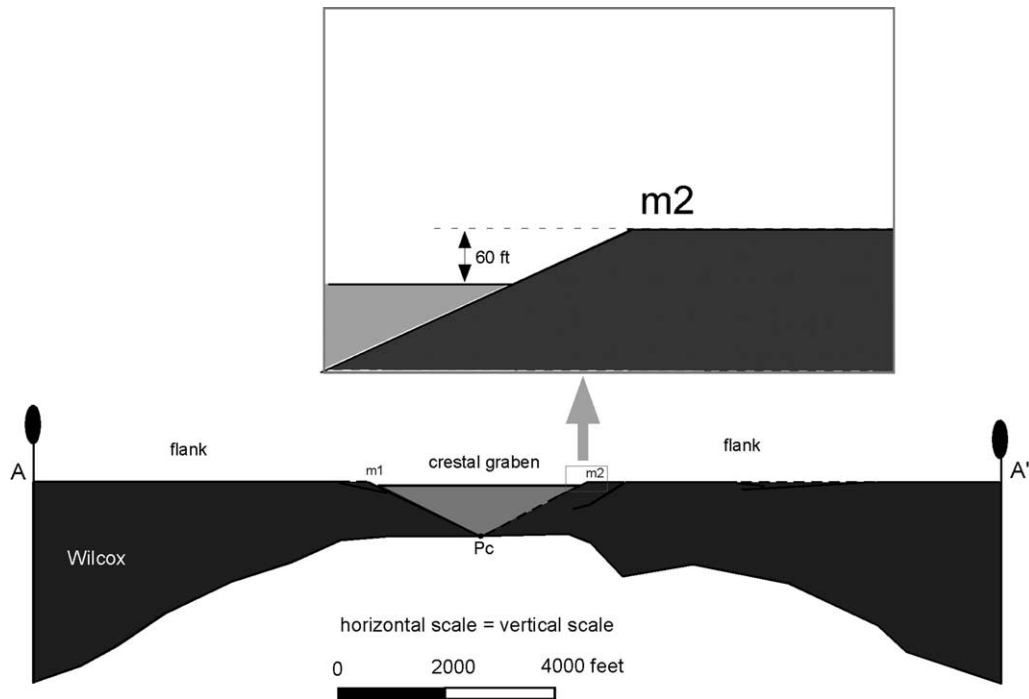 m2
60 ft
flank
crestal graben
flank
A
m1
m2
A'
Wilcox
Pc
horizontal scale = vertical scale
0 2000 4000 feet